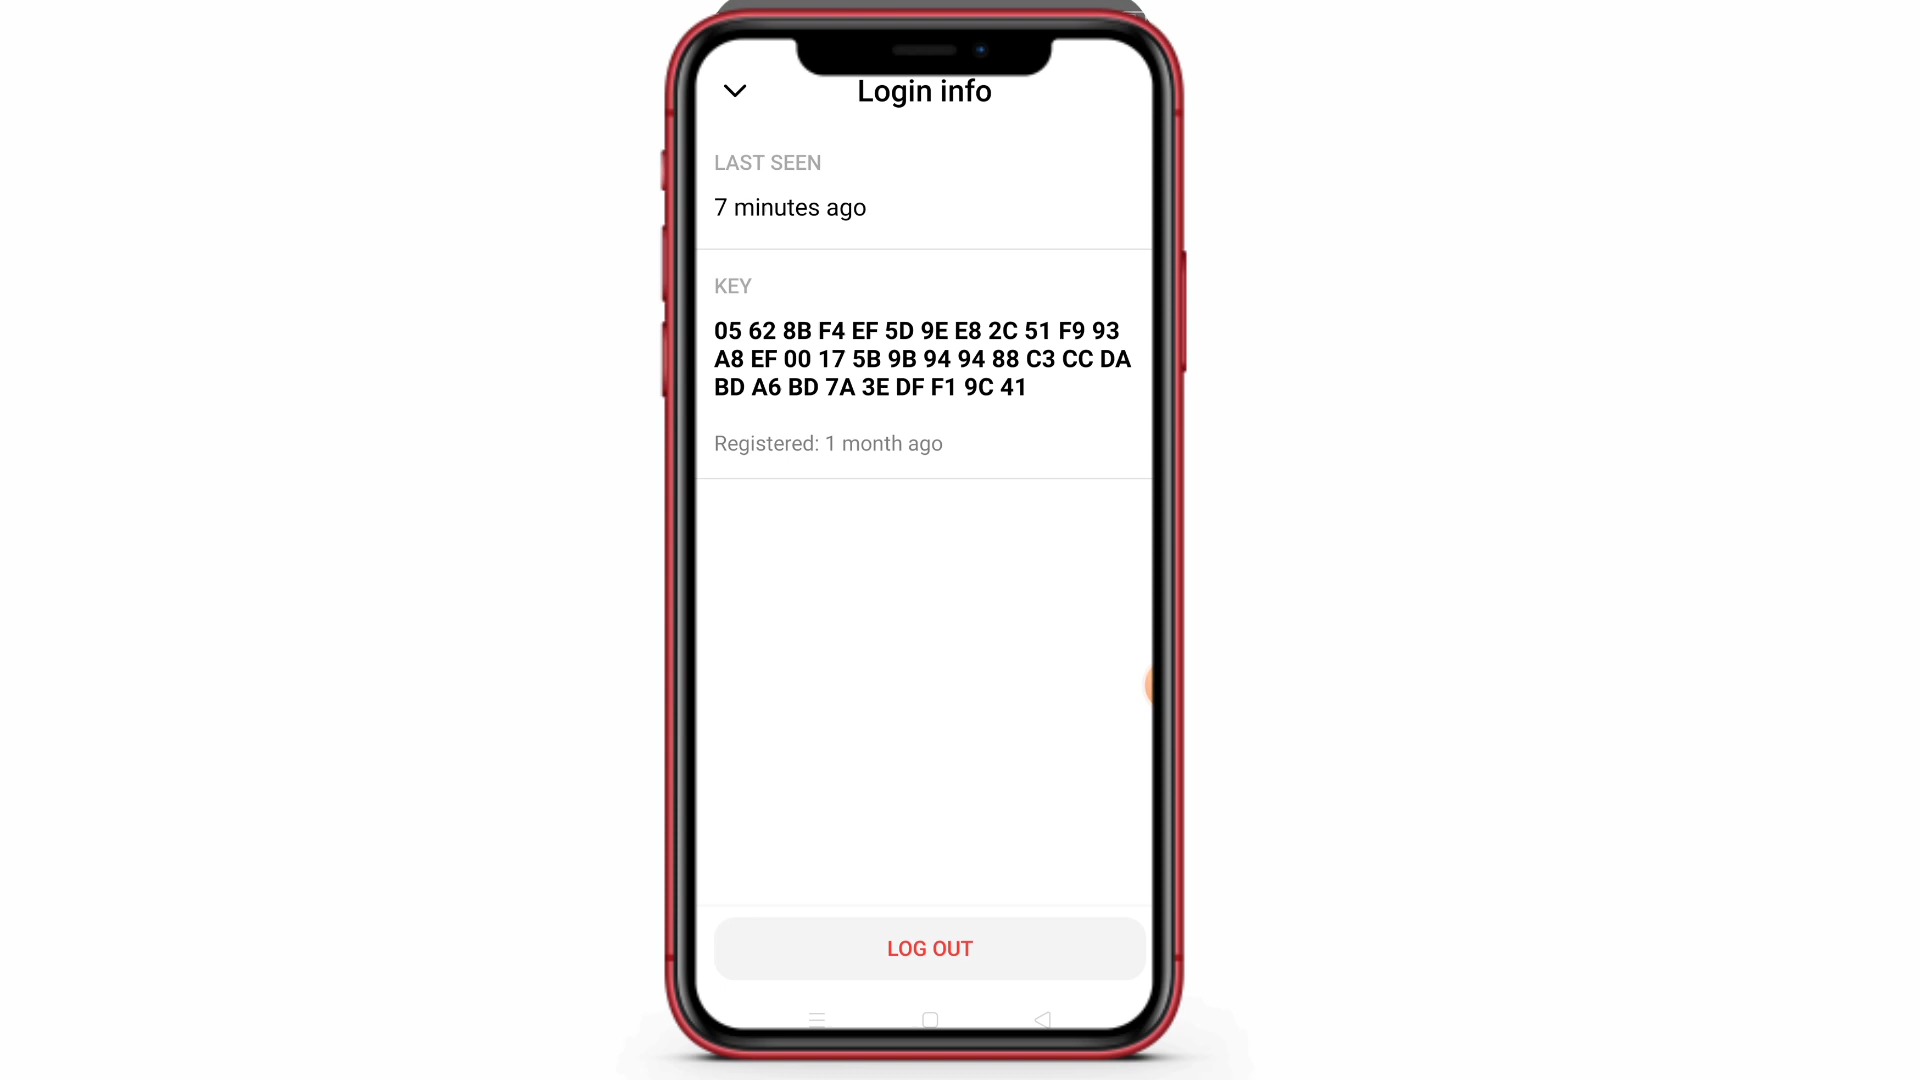 Login info
LAST SEEN
7 minutes ago
KEY
05 62 8B F4 EF 5D 9E E8 2C 51 F9 93
A8 EF 00 17 5B 9B 94 94 88 C3 CC DA
BD A6 BD 7A 3E DF F1 9C 41
Registered: 1 month ago
LOG OUT